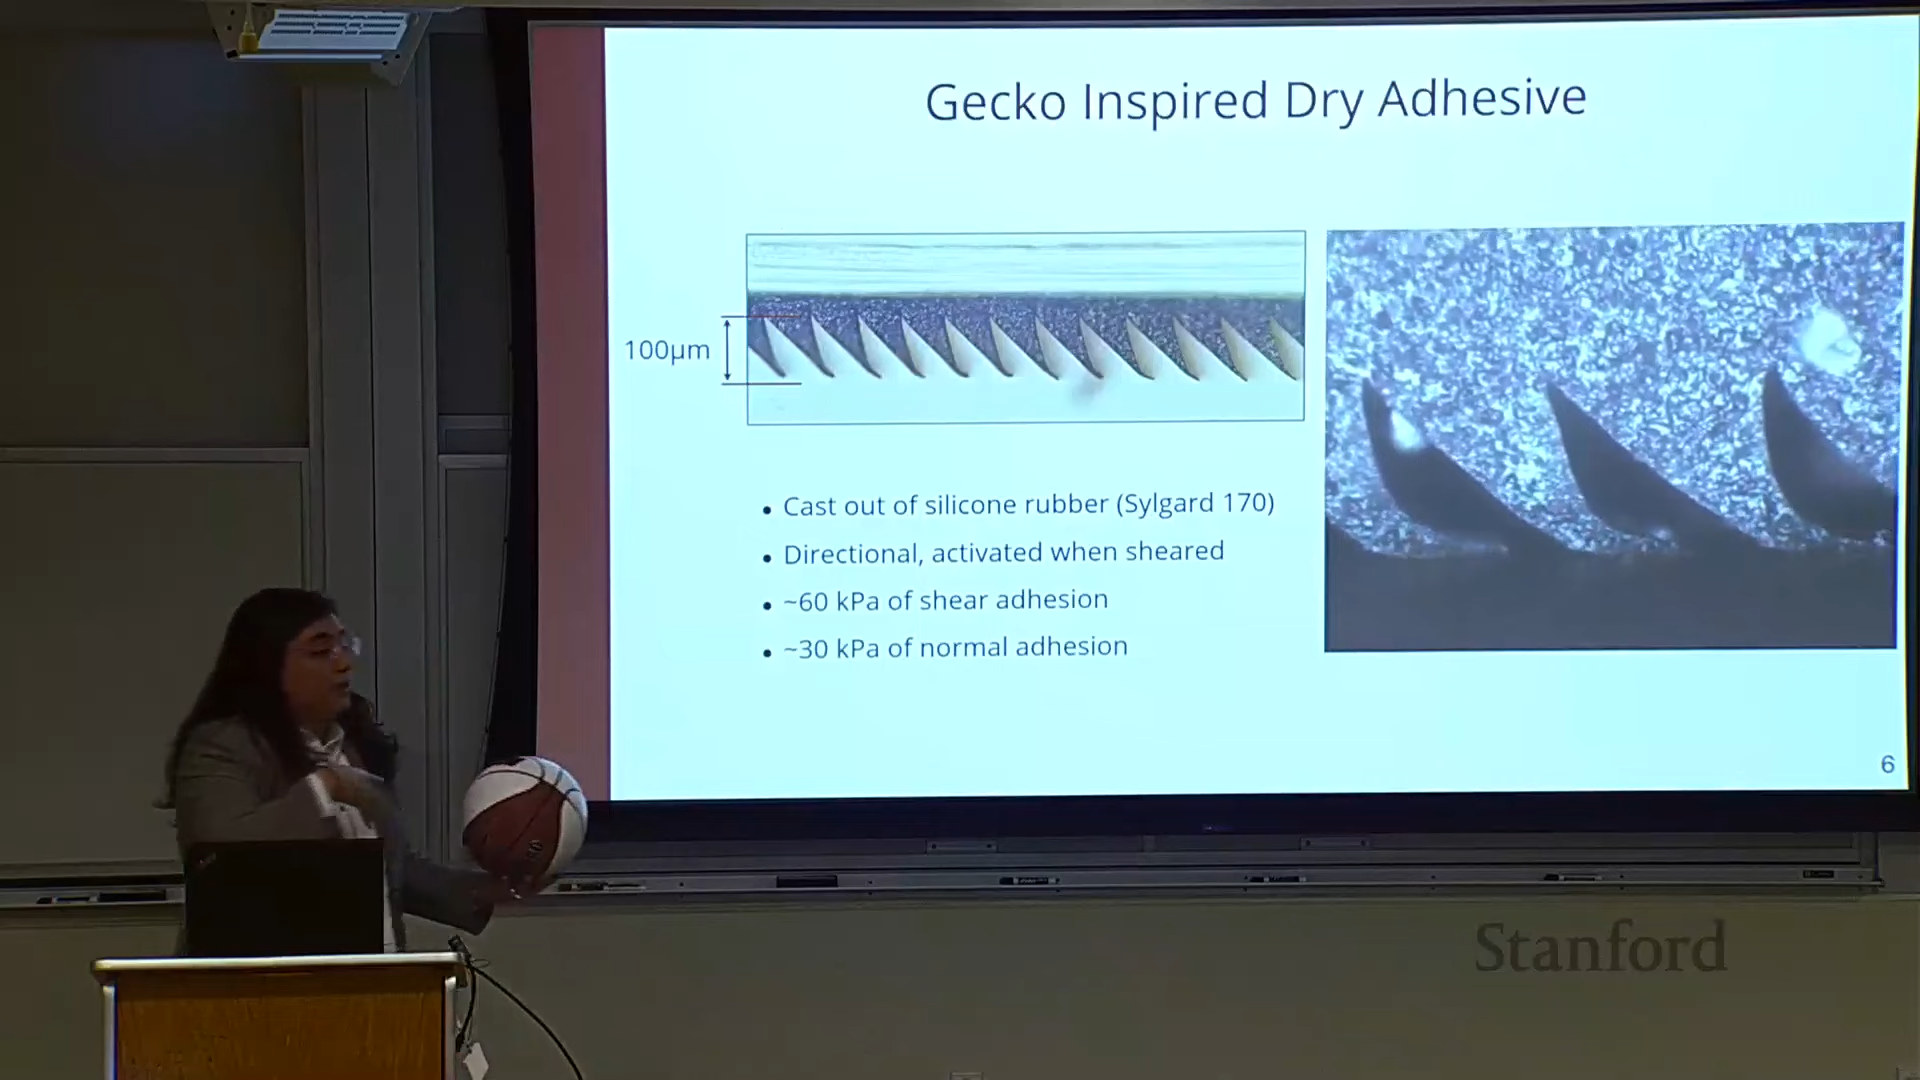 Gecko Inspired Dry Adhesive
100µm
• Cast out of silicone rubber (Sylgard 170)
• Directional, activated when sheared
• ~60 kPa of shear adhesion
• ~30 kPa of normal adhesion
6
Stanford